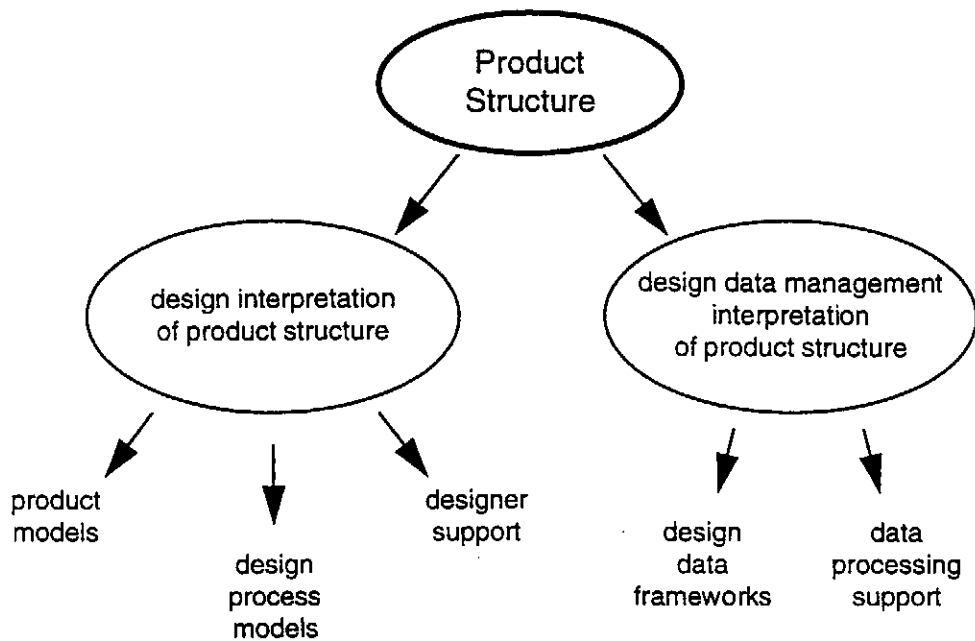 Product
Structure
design interpretation
of product structure
design data management
interpretation
of product structure
product
models
design
process
models
designer
support
design
data
frameworks
data
processing
support